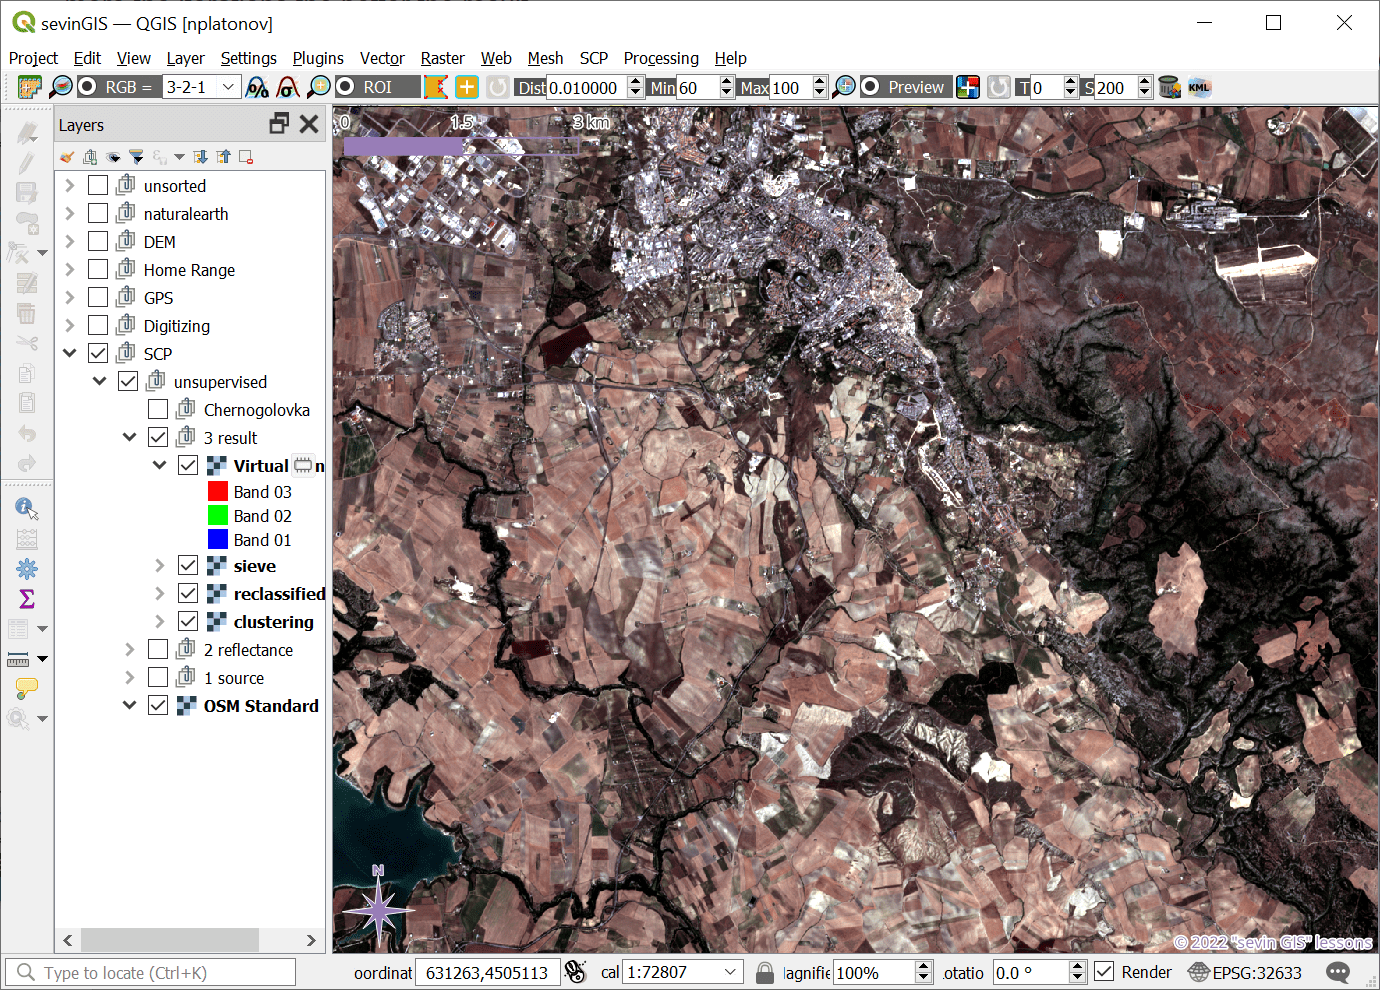 sevinGIS — QGIS [nplatonov]
Project Edit View Layer Settings Plugins Vector Raster Web Mesh SCP Processing Help
RGB = 3-2-1 ROI Dist 0.010000 Min 60 Max 100 Preview T 0 S 200 KML
Layers
0 1.5 3 km
unsorted
naturalearth
DEM
Home Range
GPS
Digitizing
SCP
unsupervised
Chernogolovka
3 result
Virtual n
Band 03
Band 02
Band 01
sieve
reclassified
clustering
2 reflectance
1 source
OSM Standard
N
© 2022 "sevin GIS" lessons
Type to locate (Ctrl+K) oordinat 631263,4505113 cal 1:72807 lagnifie 100% otatio 0.0 ° Render EPSG:32633